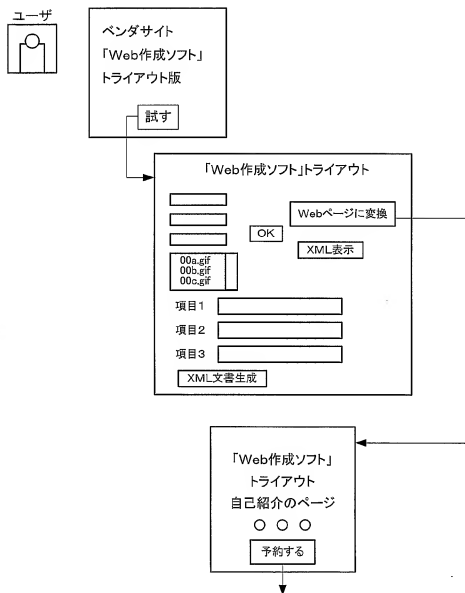 ユーザ
ベンダサイト
「Web作成ソフト」
トライアウト版
試す
「Web作成ソフト」トライアウト
Webページに変換
OK
XML表示
00a.gif
00b.gif
00c.gif
項目1
項目2
項目3
XML文書生成
「Web作成ソフト」
トライアウト
自己紹介のページ
○ ○ ○
予約する